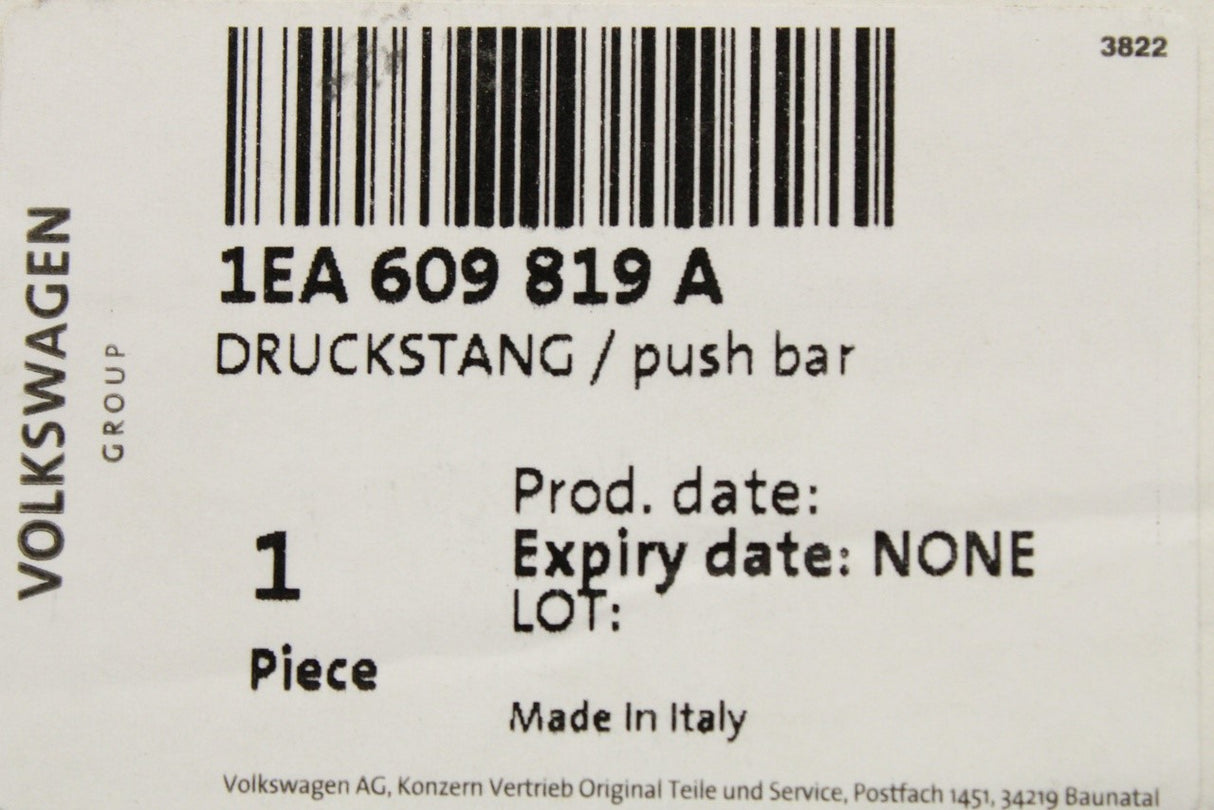 3822
1EA 609 819 A
DRUCKSTANG / push bar
VOLKSWAGEN
GROUP
Prod. date:
Expiry date: NONE
LOT:
1
Piece
Made In Italy
Volkswagen AG, Konzern Vertrieb Original Teile und Service, Postfach 1451, 34219 Baunatal